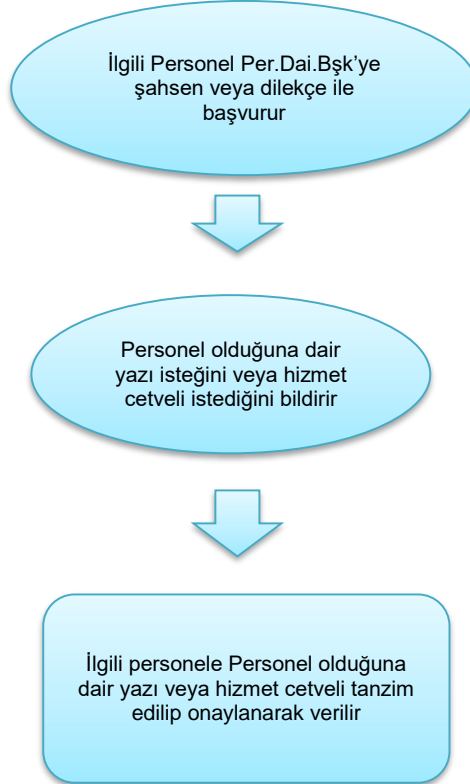 İlgili Personel Per.Dai.Bşk’ye
şahsen veya dilekçe ile
başvurur
Personel olduğuna dair
yazı isteğini veya hizmet
cetveli istediğini bildirir
İlgili personele Personel olduğuna
dair yazı veya hizmet cetveli tanzim
edilip onaylanarak verilir